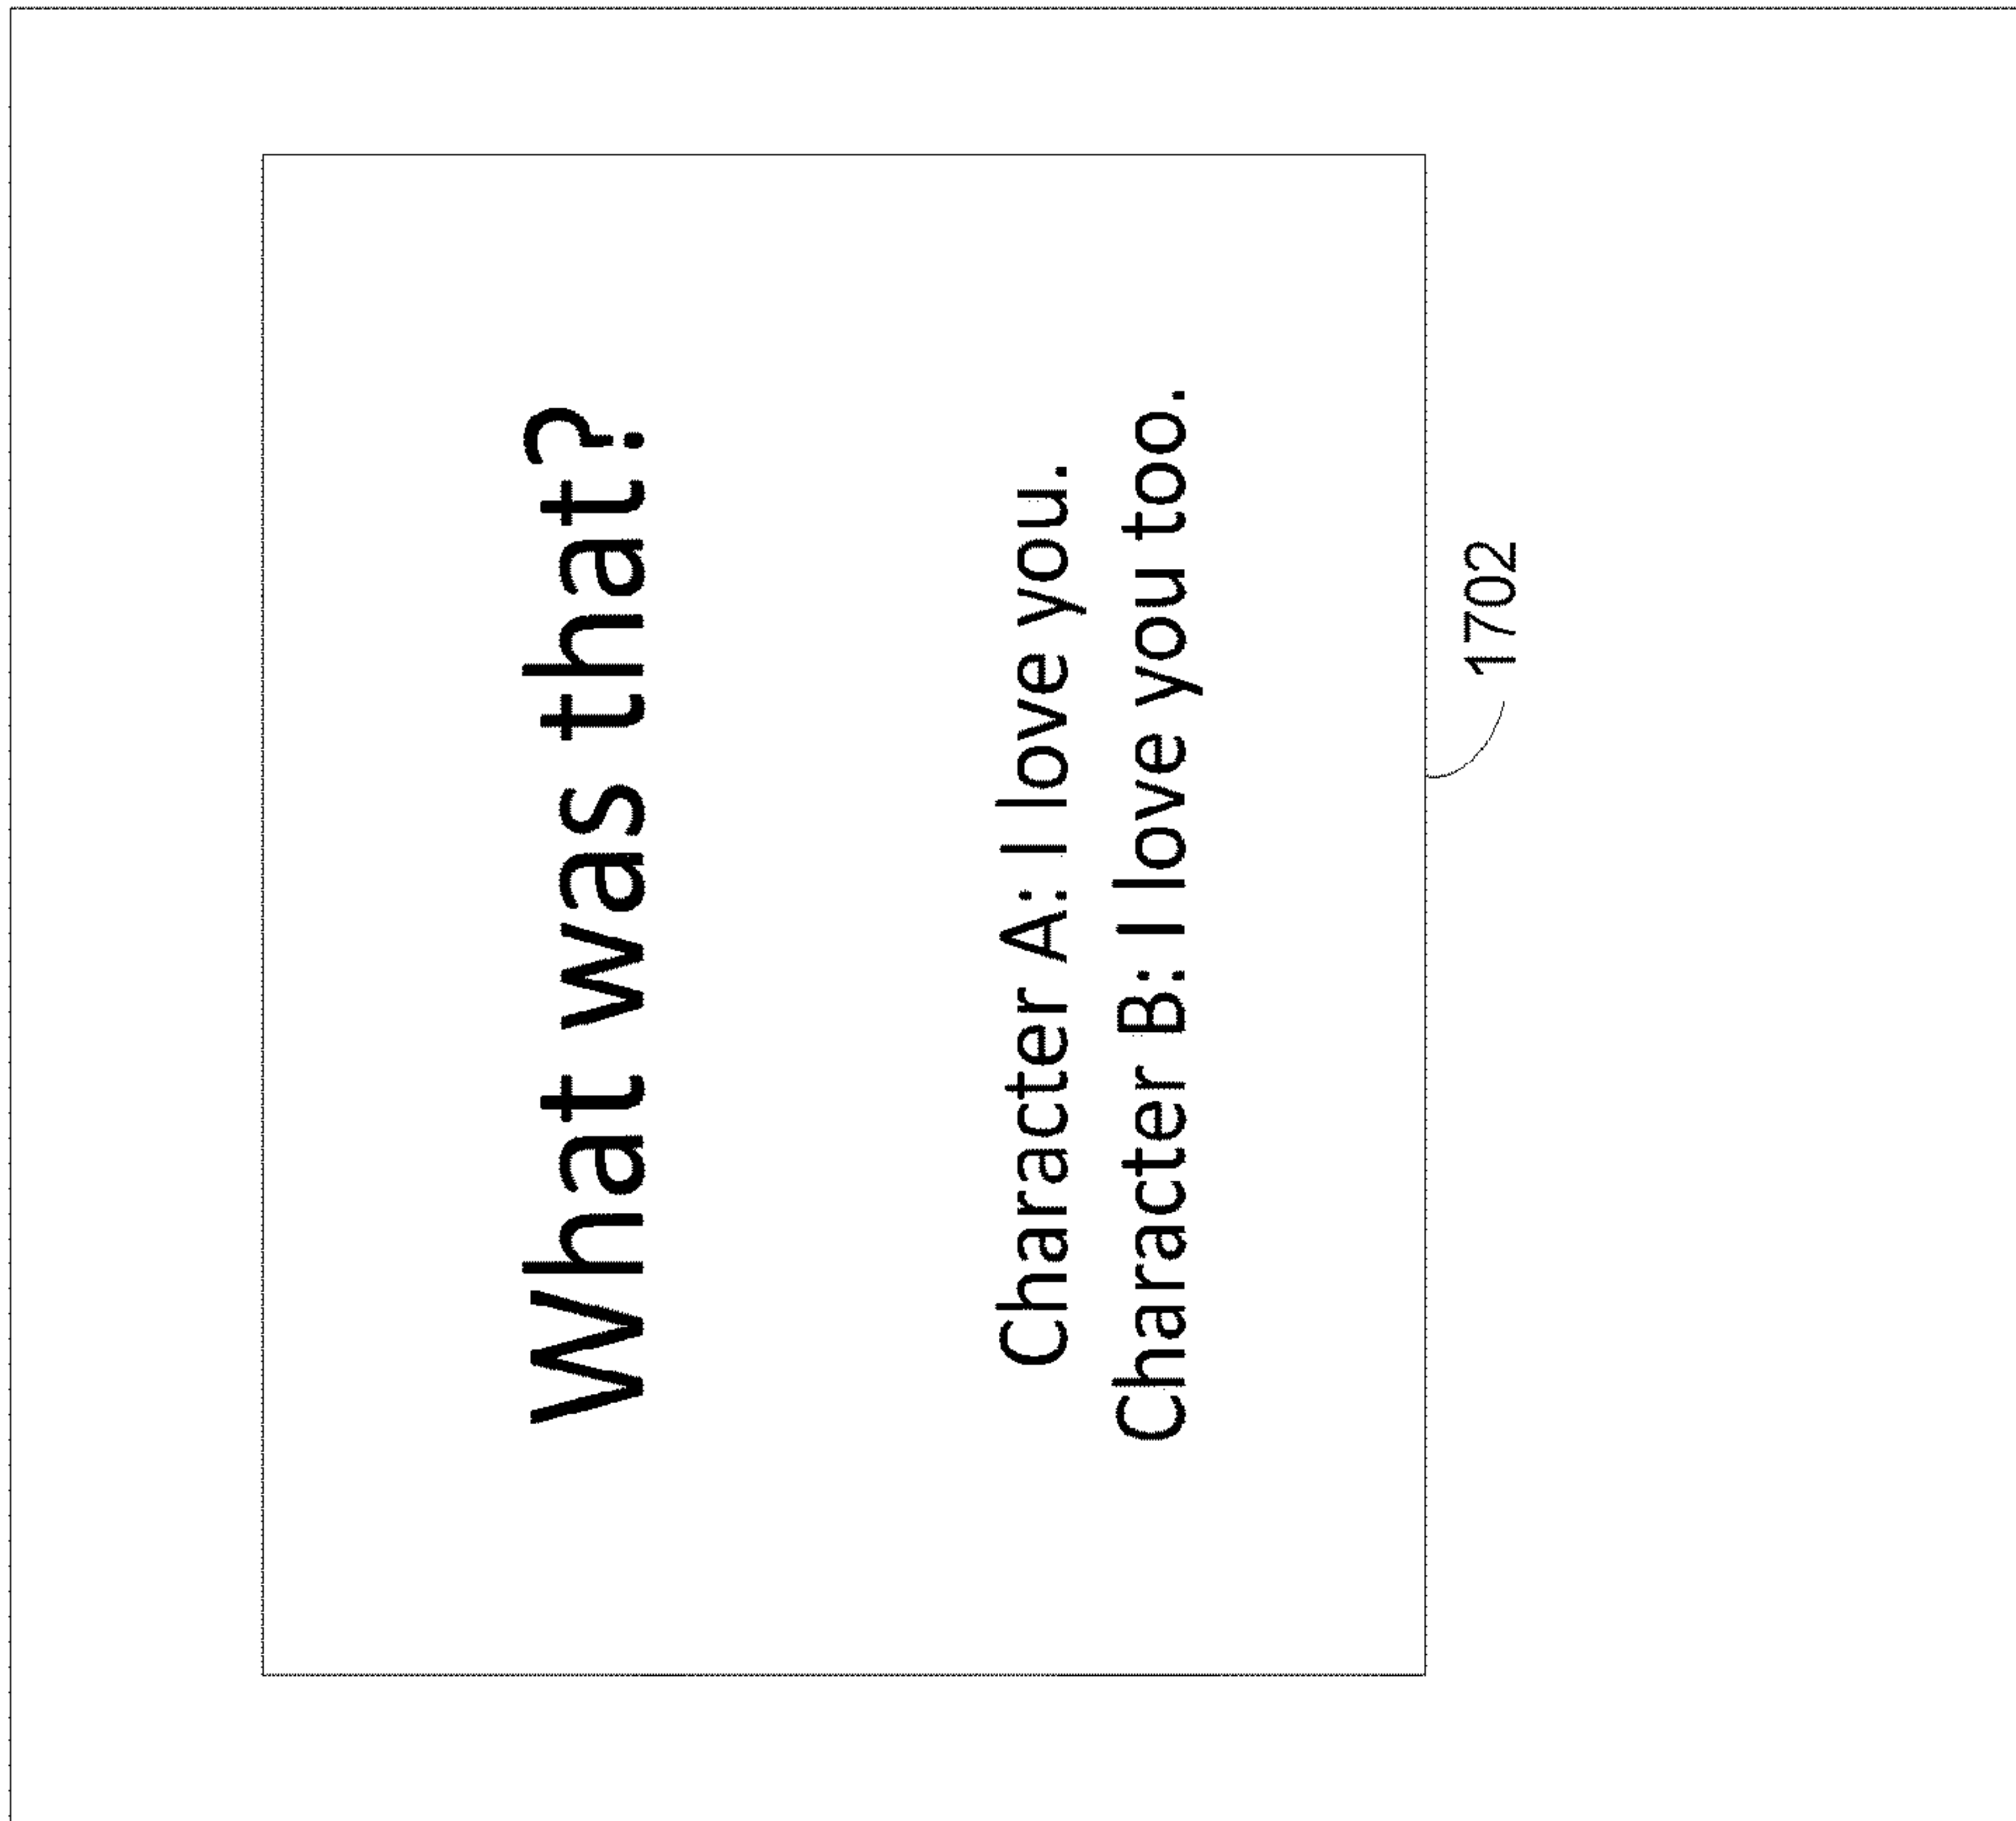 What was that?
Character A: I love you.
Character B: I love you too.
1702